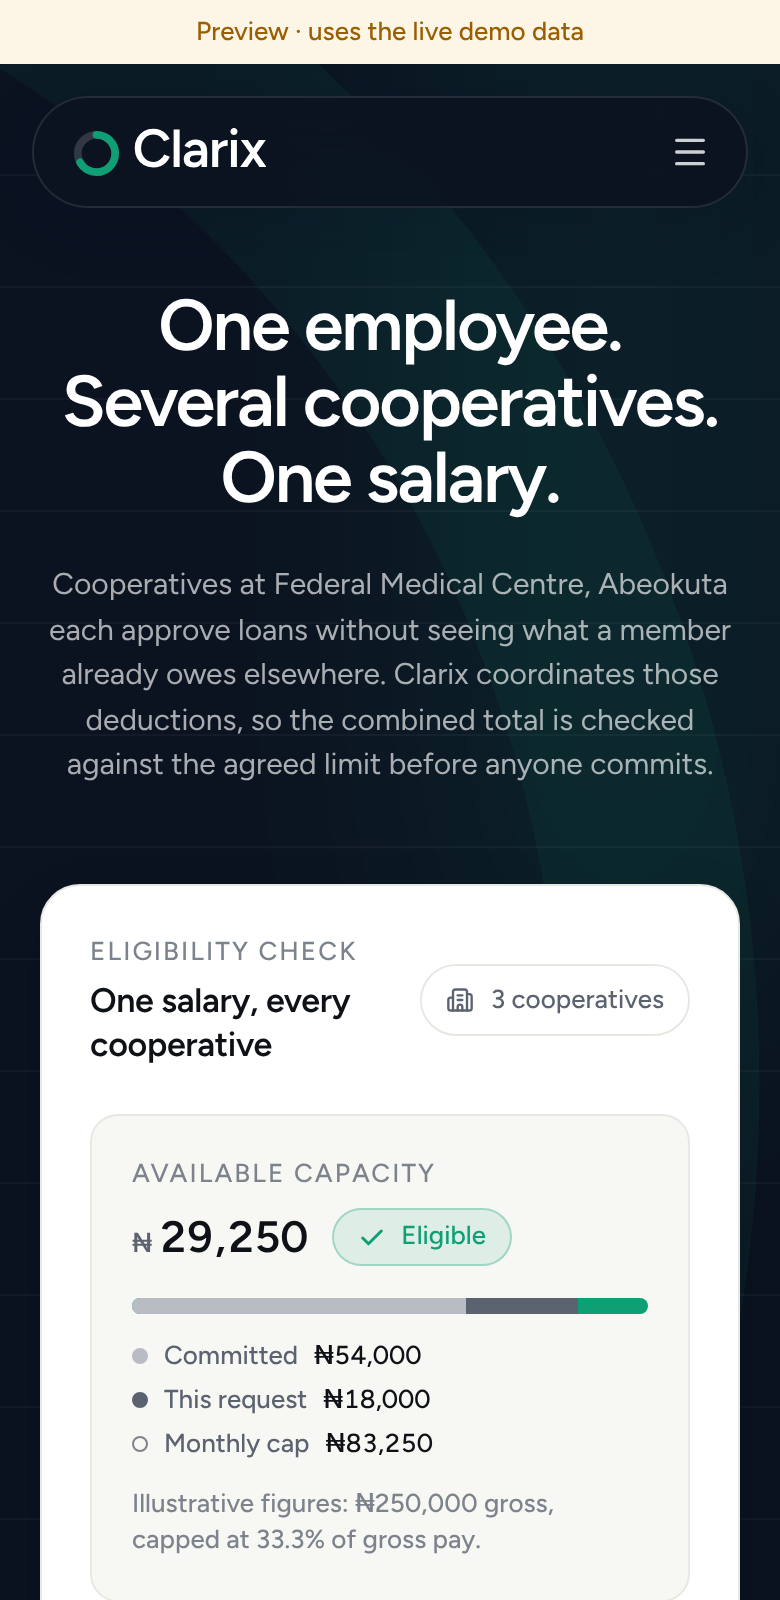 Preview · uses the live demo data
Clarix
One employee.
Several cooperatives.
One salary.
Cooperatives at Federal Medical Centre, Abeokuta
each approve loans without seeing what a member
already owes elsewhere. Clarix coordinates those
deductions, so the combined total is checked
against the agreed limit before anyone commits.
ELIGIBILITY CHECK
One salary, every
cooperative
3 cooperatives
AVAILABLE CAPACITY
₦ 29,250 Eligible
Committed ₦54,000
This request ₦18,000
Monthly cap ₦83,250
Illustrative figures: ₦250,000 gross,
capped at 33.3% of gross pay.